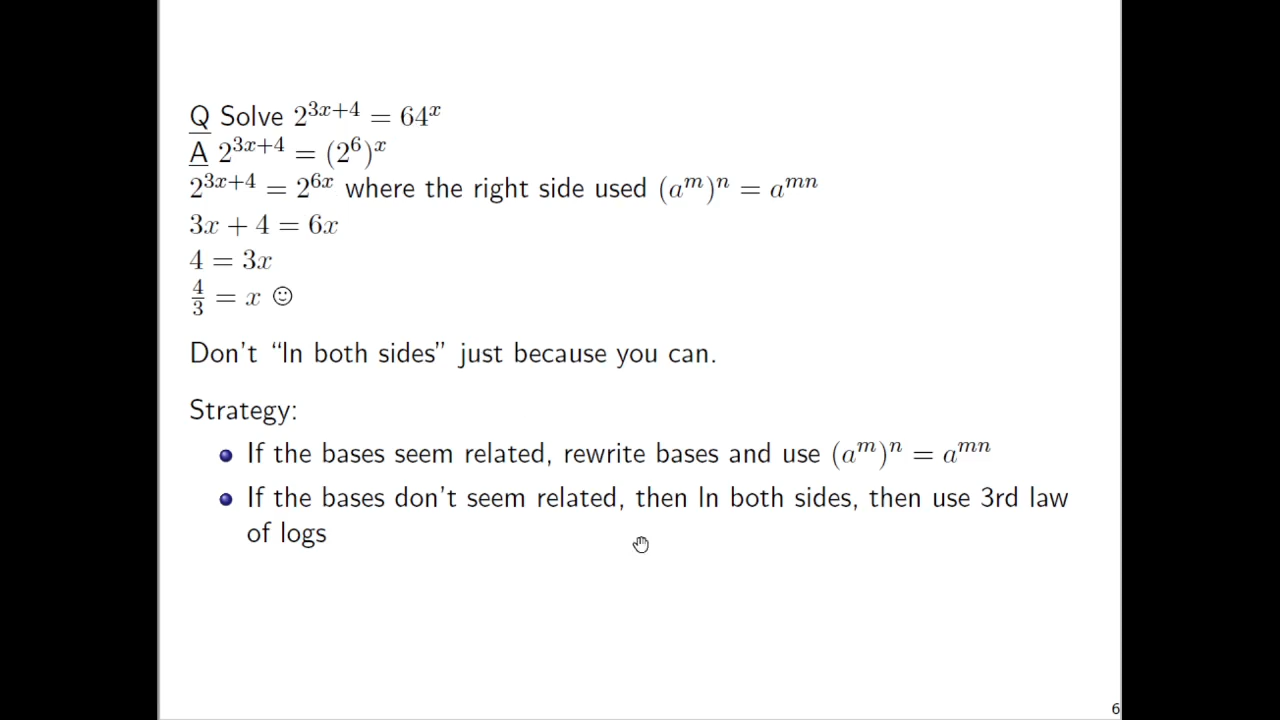 Q Solve 2^{3x+4} = 64^x
A 2^{3x+4} = (2^6)^x
2^{3x+4} = 2^{6x} where the right side used (a^m)^n = a^{mn}
3x + 4 = 6x
4 = 3x
4/3 = x ☺
Don't “ln both sides” just because you can.
Strategy:
If the bases seem related, rewrite bases and use (a^m)^n = a^{mn}
If the bases don't seem related, then ln both sides, then use 3rd law
of logs
6